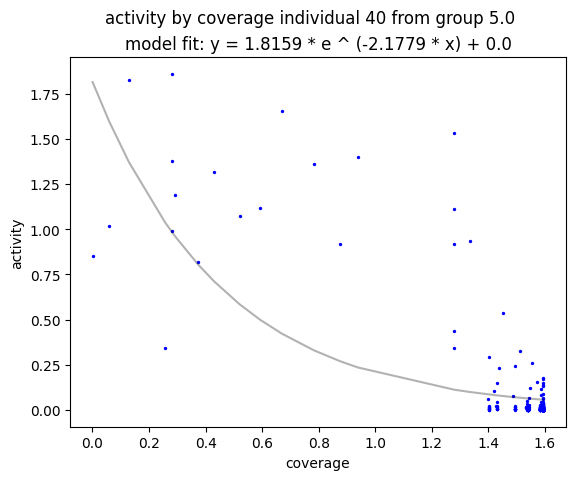 activity by coverage individual 40 from group 5.0
model fit: y = 1.8159 * e ^ (-2.1779 * x) + 0.0
1.75
1.50
1.25
1.00
0.75
0.50
0.25
0.00
activity
0.0 0.2 0.4 0.6 0.8 1.0 1.2 1.4 1.6
coverage